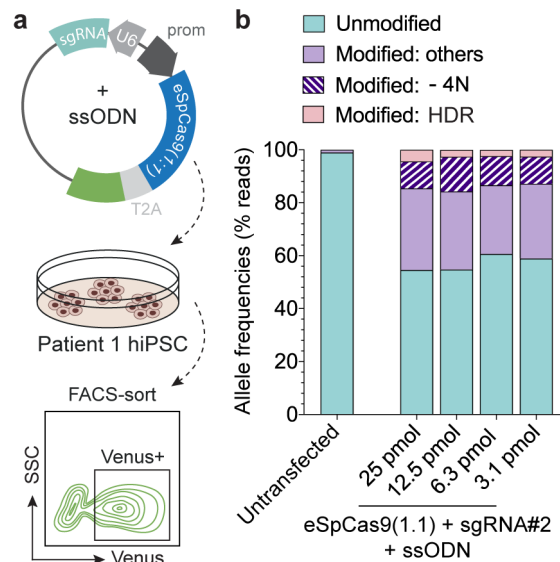 a
sgRNA
U6
prom
+
ssODN
eSpCas9(1:1)
T2A
Patient 1 hiPSC
FACS-sort
Venus+
SSC
Venus
b
Unmodified
Modified: others
Modified: - 4N
Modified: HDR
Allele frequencies (% reads)
100
80
60
40
20
0
Untransfected
25 pmol
12.5 pmol
6.3 pmol
3.1 pmol
eSpCas9(1.1) + sgRNA#2
+ ssODN